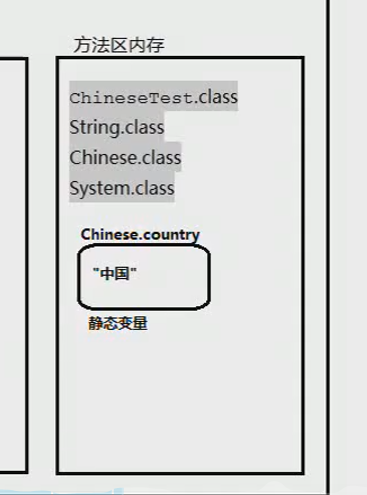 方法区内存
ChineseTest.class
String.class
Chinese.class
System.class
Chinese.country
"中国"
静态变量